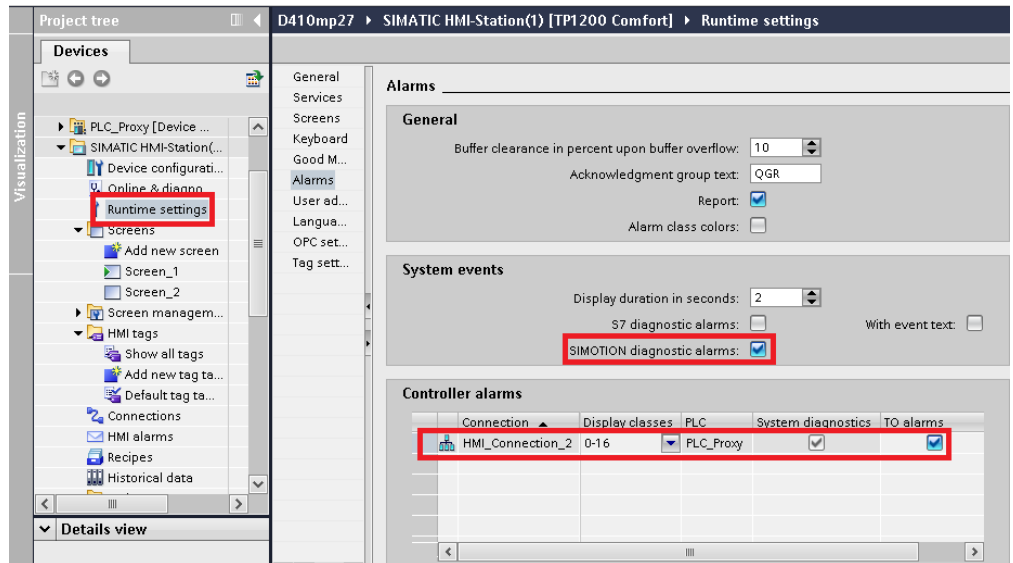 Project tree
D410mp27 ▸ SIMATIC HMI-Station(1) [TP1200 Comfort] ▸ Runtime settings
Devices
Visualization
PLC_Proxy [Device ...
SIMATIC HMI-Station(...
Device configurati...
Online & diagno
Runtime settings
Screens
Add new screen
Screen_1
Screen_2
Screen managem...
HMI tags
Show all tags
Add new tag ta...
Default tag ta...
Connections
HMI alarms
Recipes
Historical data
Details view
General
Services
Screens
Keyboard
Good M...
Alarms
User ad...
Langua...
OPC set...
Tag sett...
Alarms
General
Buffer clearance in percent upon buffer overflow: 10
Acknowledgment group text: QGR
Report:
Alarm class colors:
System events
Display duration in seconds: 2
S7 diagnostic alarms: With event text:
SIMOTION diagnostic alarms:
Controller alarms
Connection Display classes PLC System diagnostics TO alarms
HMI_Connection_2 0-16 PLC_Proxy